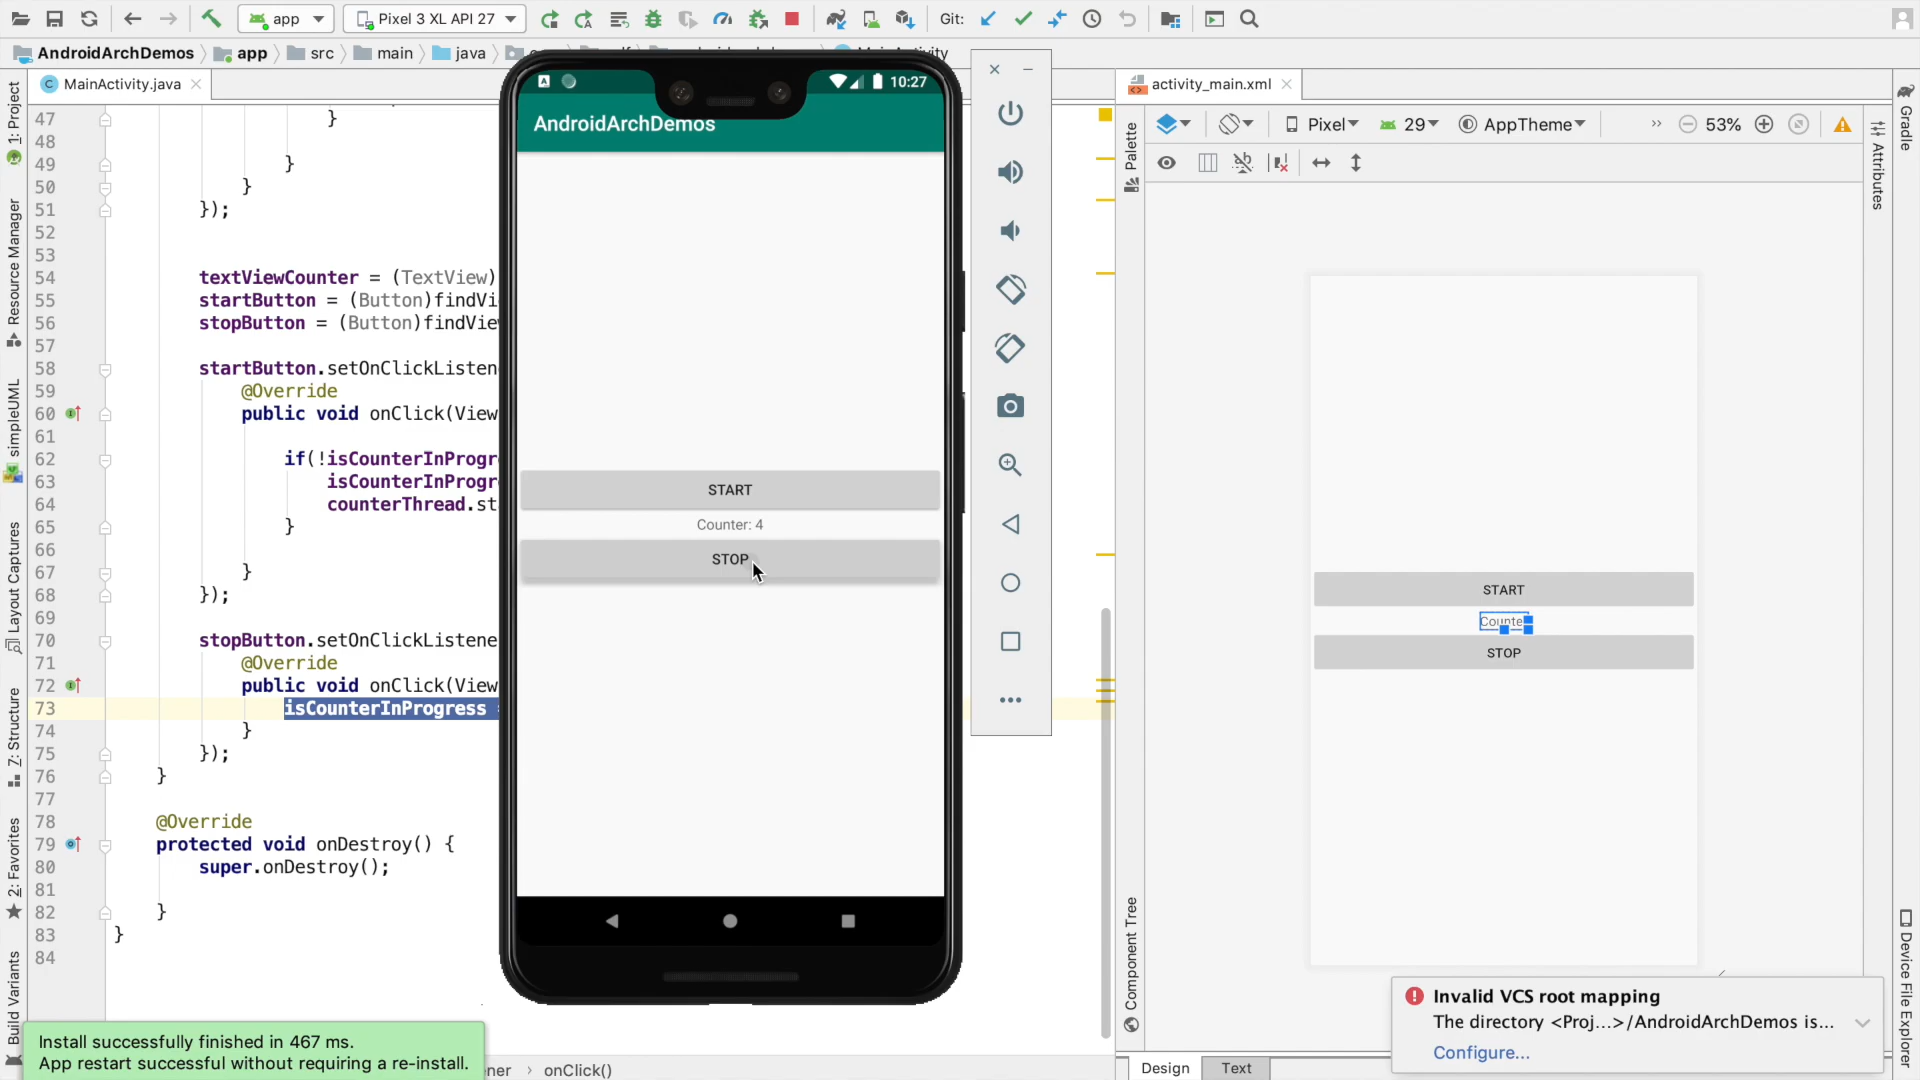 app
Pixel 3 XL API 27
Git:
AndroidArchDemos
app
src
main
java
MainActivity.java
activity_main.xml
10:27
AndroidArchDemos
START
Counter: 4
STOP
47 }
48
49 }
50 }
51 });
52
53
54 textViewCounter = (TextView)
55 startButton = (Button)findVi
56 stopButton = (Button)findVie
57
58 startButton.setOnClickListen
59 @Override
60 public void onClick(View
61
62 if(!isCounterInProgr
63 isCounterInProgr
64 counterThread.st
65 }
66
67 }
68 });
69
70 stopButton.setOnClickListene
71 @Override
72 public void onClick(View
73 isCounterInProgress
74 }
75 });
76 }
77
78 @Override
79 protected void onDestroy() {
80 super.onDestroy();
81
82 }
83 }
84
1: Project
Resource Manager
simpleUML
Layout Captures
7: Structure
2: Favorites
Build Variants
Palette
Component Tree
Pixel
29
AppTheme
53%
START
Counte
STOP
Gradle
Attributes
Device File Explorer
Install successfully finished in 467 ms.
App restart successful without requiring a re-install.
ner
onClick()
Invalid VCS root mapping
The directory <Proj...>/AndroidArchDemos is...
Configure...
Design
Text